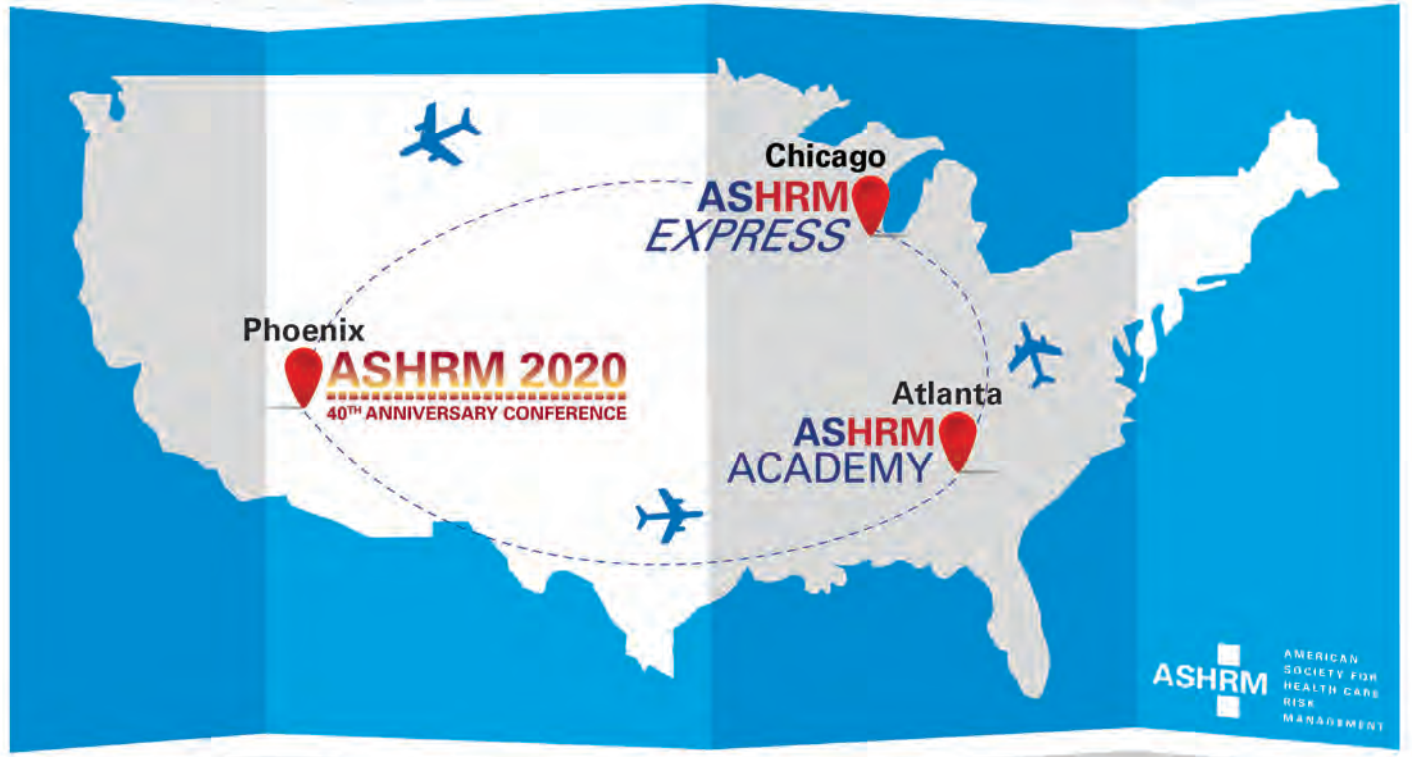 Chicago
ASHRM
EXPRESS
Phoenix
ASHRM 2020
40TH ANNIVERSARY CONFERENCE
Atlanta
ASHRM
ACADEMY
ASHRM
AMERICAN
SOCIETY FOR
HEALTH CARE
RISK
MANAGEMENT